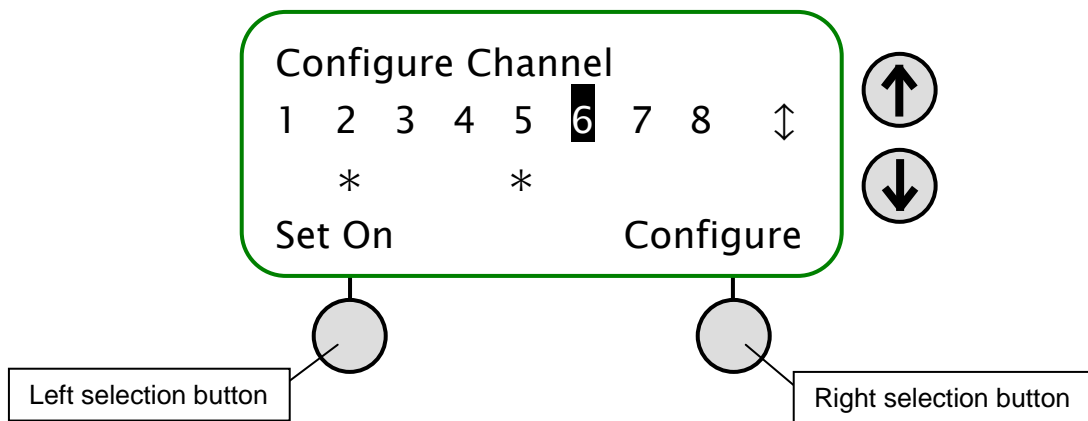 Configure Channel
1 2 3 4 5 6 7 8 ↕
* *
Set On Configure
Left selection button
Right selection button